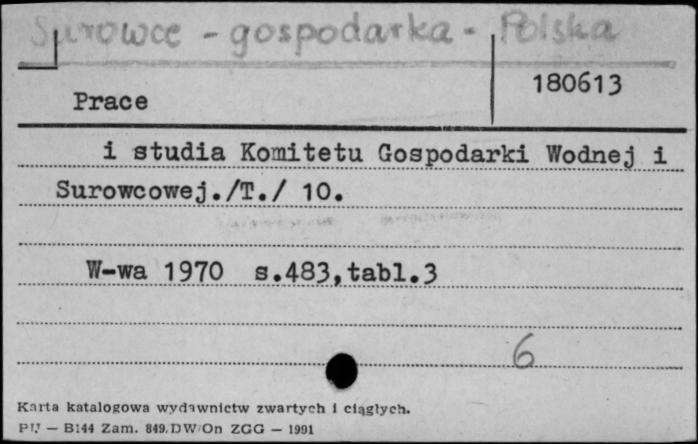 Surowce - gospodarka - Polska
180613
Prace
i studia Komitetu Gospodarki Wodnej i
Surowcowej./T./ 10.
W-wa 1970 s.483,tabl.3
6
Karta katalogowa wydawnictw zwartych i ciągłych.
PU — B144 Zam. 849/DW/On ZGG — 1991